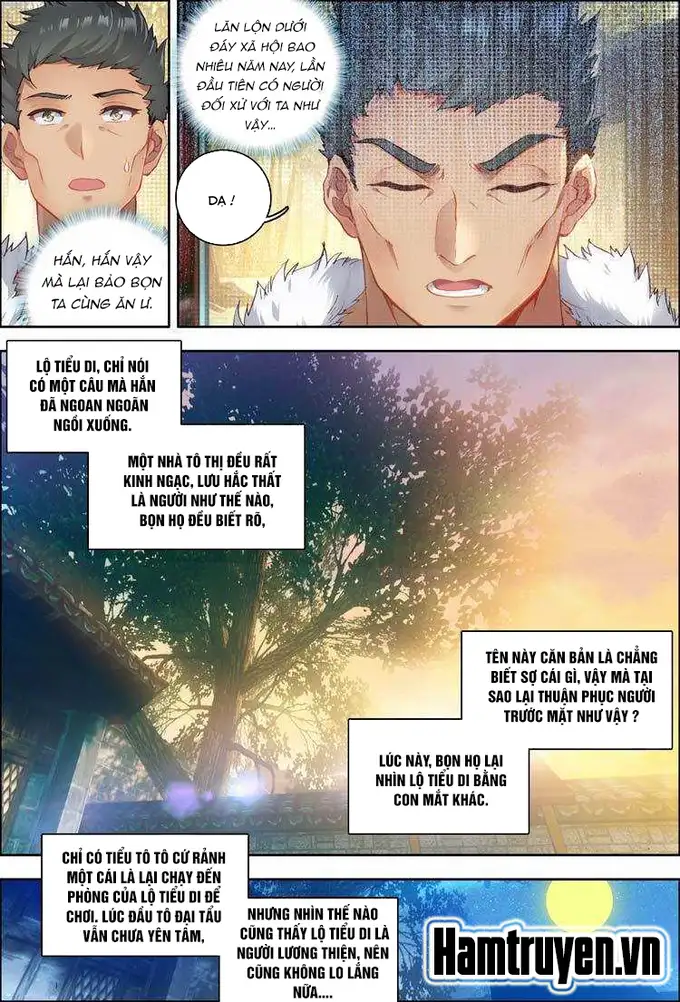 HẮN, HẮN VẬY
MÀ LẠI BẢO BỌN
TA CÙNG ĂN Ư.
LĂN LỘN DƯỚI
ĐÁY XÃ HỘI BAO
NHIÊU NĂM NAY, LẦN
ĐẦU TIÊN CÓ NGƯỜI
ĐỐI XỬ VỚI TA NHƯ
VẬY...
DẠ !
LỘ TIỂU DI, CHỈ NÓI
CÓ MỘT CÂU MÀ HẮN
ĐÃ NGOAN NGOÃN
NGỒI XUỐNG.
MỘT NHÀ TÔ THỊ ĐỀU RẤT
KINH NGẠC, LƯU HẮC THẤT
LÀ NGƯỜI NHƯ THẾ NÀO,
BỌN HỌ ĐỀU BIẾT RÕ,
TÊN NÀY CĂN BẢN LÀ CHẲNG
BIẾT SỢ CÁI GÌ, VẬY MÀ TẠI
SAO LẠI THUẬN PHỤC NGƯỜI
TRƯỚC MẶT NHƯ VẬY ?
LÚC NÀY, BỌN HỌ LẠI
NHÌN LỘ TIỂU DI BẰNG
CON MẮT KHÁC.
CHỈ CÓ TIỂU TÔ TÔ CỨ RẢNH
MỘT CÁI LÀ LẠI CHẠY ĐẾN
PHÒNG CỦA LỘ TIỂU DI ĐỂ
CHƠI. LÚC ĐẦU TÔ ĐẠI TẨU
VẪN CHƯA YÊN TẦM,
NHƯNG NHÌN THẾ NÀO
CŨNG THẤY LỘ TIỂU DI LÀ
NGƯỜI LƯƠNG THIỆN, NÊN
CŨNG KHÔNG LO LẮNG
NỮA....
Hamtruyen.vn